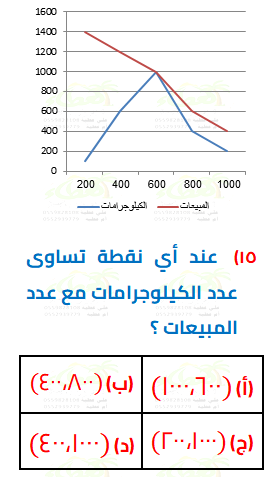 1600
1400
1200
1000
800
600
400
200
0
200 400 600 800 1000
الكيلوجرامات المبيعات
١٥) عند أي نقطة تساوى
عدد الكيلوجرامات مع عدد
المبيعات ؟
(أ) (٦٠٠،١٠٠٠) (ب) (٨٠٠،٤٠٠)
(ج) (١٠٠٠،٢٠٠) (د) (١٠٠٠،٤٠٠)